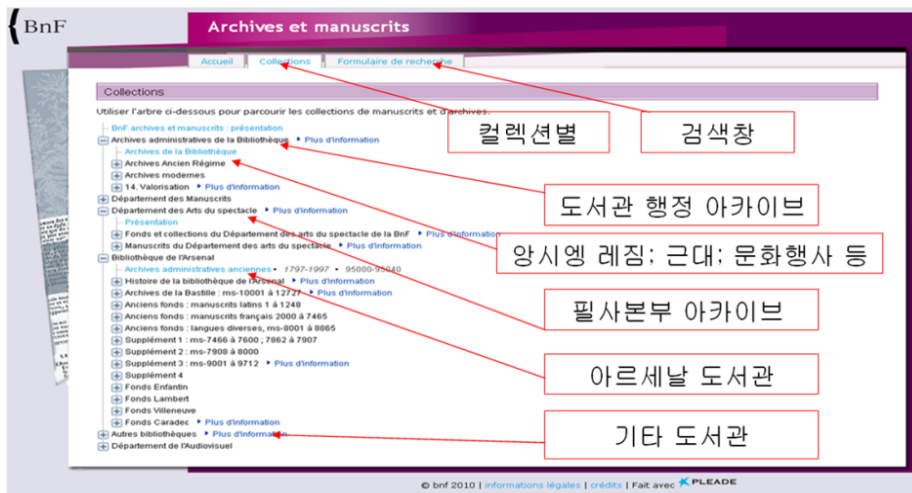 BnF
Archives et manuscrits
Accueil Collections Formulaire de recherche
Collections
Utiliser l'arbre ci-dessous pour parcourir les collections de manuscrits et d'archives.
BnF archives et manuscrits : présentation
Archives administratives de la Bibliothèque Plus d'information
Archives de la Bibliothèque
Archives Ancien Régime
Archives modernes
14. Valorisation Plus d'information
Département des Manuscrits
Département des Arts du spectacle Plus d'information
Présentation
Fonds et collections du Département des arts du spectacle de la BnF Plus d'information
Manuscrits du Département des arts du spectacle Plus d'information
Bibliothèque de l'Arsenal
Archives administratives anciennes • 1797-1997 • 95000-95040
Histoire de la bibliothèque de l'Arsenal Plus d'information
Archives de la Bastille : ms-10001 à 12727 Plus d'information
Anciens fonds : manuscrits latins 1 à 1248
Anciens fonds : manuscrits français 2000 à 7465
Anciens fonds : langues diverses, ms-8001 à 8865
Supplément 1 : ms-7466 à 7600 ; 7862 à 7907
Supplément 2 : ms-7908 à 8000
Supplément 3 : ms-9001 à 9712 Plus d'information
Supplément 4
Fonds Enfantin
Fonds Lambert
Fonds Villeneuve
Fonds Caradec Plus d'information
Autres bibliothèques Plus d'information
Département de l'Audiovisuel
컬렉션별
검색창
도서관 행정 아카이브
앙시엥 레짐; 근대; 문화행사 등
필사본부 아카이브
아르세날 도서관
기타 도서관
© bnf 2010 | informations légales | crédits | Fait avec PLEADE